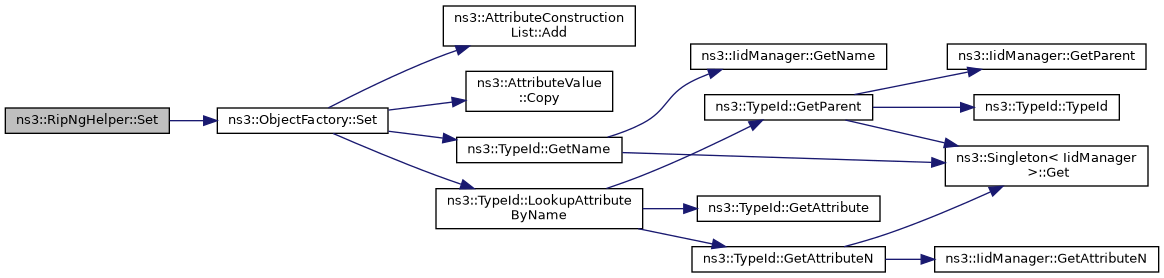 ns3::RipNgHelper::Set
ns3::ObjectFactory::Set
ns3::AttributeConstruction
List::Add
ns3::AttributeValue
::Copy
ns3::TypeId::GetName
ns3::TypeId::LookupAttribute
ByName
ns3::IidManager::GetName
ns3::TypeId::GetParent
ns3::TypeId::GetAttribute
ns3::TypeId::GetAttributeN
ns3::IidManager::GetParent
ns3::TypeId::TypeId
ns3::Singleton< IidManager
>::Get
ns3::IidManager::GetAttributeN